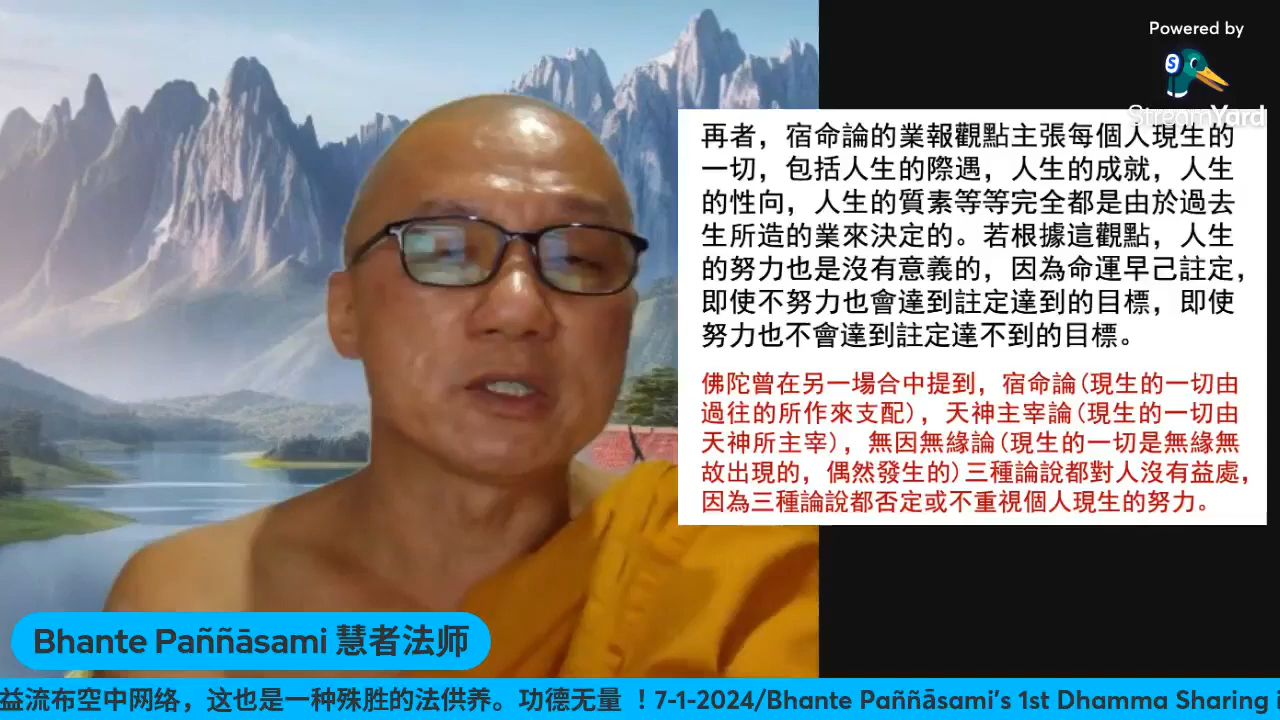 Powered by
S
StreamYard
再者，宿命論的業報觀點主張每個人現生的
一切，包括人生的際遇，人生的成就，人生
的性向，人生的質素等等完全都是由於過去
生所造的業來決定的。若根據這觀點，人生
的努力也是沒有意義的，因為命運早己註定，
即使不努力也會達到註定達到的目標，即使
努力也不會達到註定達不到的目標。
佛陀曾在另一場合中提到，宿命論(現生的一切由
過往的所作來支配)，天神主宰論(現生的一切由
天神所主宰)，無因無緣論(現生的一切是無緣無
故出現的，偶然發生的)三種論說都對人沒有益處，
因為三種論說都否定或不重視個人現生的努力。
Bhante Paññāsami 慧者法师
益流布空中网络，这也是一种殊胜的法供养。功德无量 ！7-1-2024/Bhante Paññāsami’s 1st Dhamma Sharing